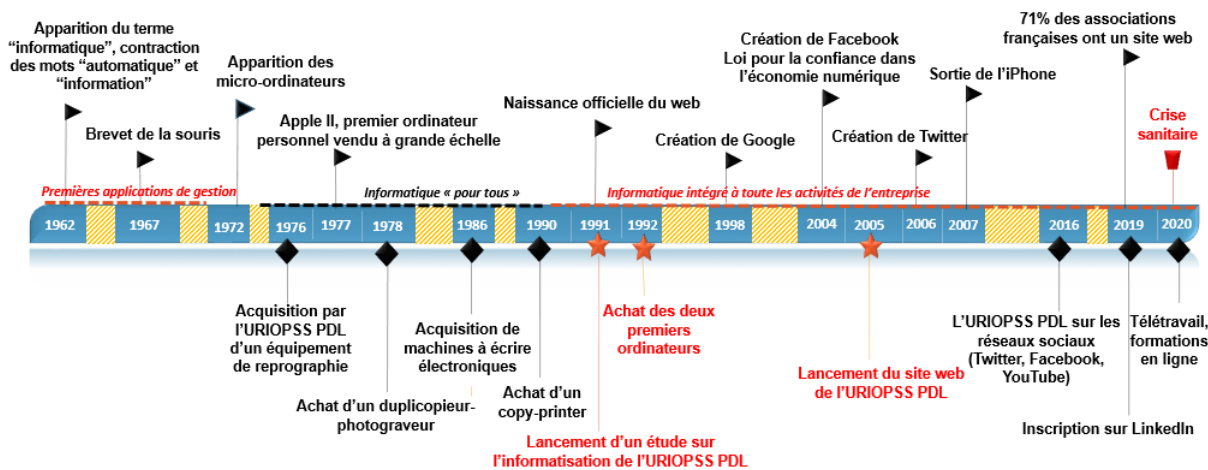 Apparition du terme
“informatique”, contraction
des mots “automatique” et
“information”
Brevet de la souris
Apparition des
micro-ordinateurs
Apple II, premier ordinateur
personnel vendu à grande échelle
Naissance officielle du web
Création de Google
Création de Facebook
Loi pour la confiance dans
l’économie numérique
Création de Twitter
Sortie de l’iPhone
71% des associations
françaises ont un site web
Crise
sanitaire
Premières applications de gestion
Informatique « pour tous »
Informatique intégré à toute les activités de l’entreprise
1962 1967 1972 1976 1977 1978 1986 1990 1991 1992 1998 2004 2005 2006 2007 2016 2019 2020
Acquisition par
l’URIOPSS PDL
d’un équipement
de reprographie
Achat d’un duplicopieur-
photograveur
Acquisition de
machines à écrire
électroniques
Achat d’un
copy-printer
Lancement d’un étude sur
l’informatisation de l’URIOPSS PDL
Achat des deux
premiers
ordinateurs
Lancement du site web
de l’URIOPSS PDL
L’URIOPSS PDL sur les
réseaux sociaux
(Twitter, Facebook,
YouTube)
Inscription sur LinkedIn
Télétravail,
formations
en ligne